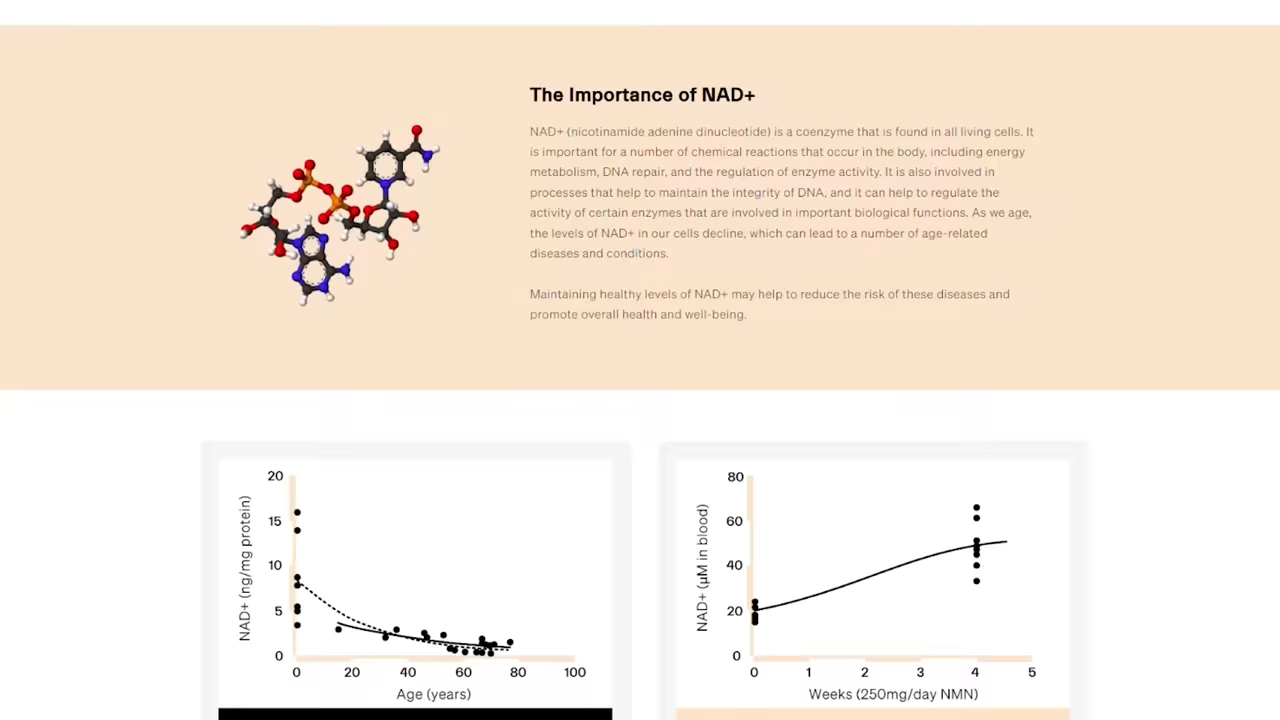 The Importance of NAD+
NAD+ (nicotinamide adenine dinucleotide) is a coenzyme that is found in all living cells. It
is important for a number of chemical reactions that occur in the body, including energy
metabolism, DNA repair, and the regulation of enzyme activity. It is also involved in
processes that help to maintain the integrity of DNA, and it can help to regulate the
activity of certain enzymes that are involved in important biological functions. As we age,
the levels of NAD+ in our cells decline, which can lead to a number of age-related
diseases and conditions.
Maintaining healthy levels of NAD+ may help to reduce the risk of these diseases and
promote overall health and well-being.
NAD+ (ng/mg protein)
20
15
10
5
0
0 20 40 60 80 100
Age (years)
NAD+ (µM in blood)
80
60
40
20
0
0 1 2 3 4 5
Weeks (250mg/day NMN)